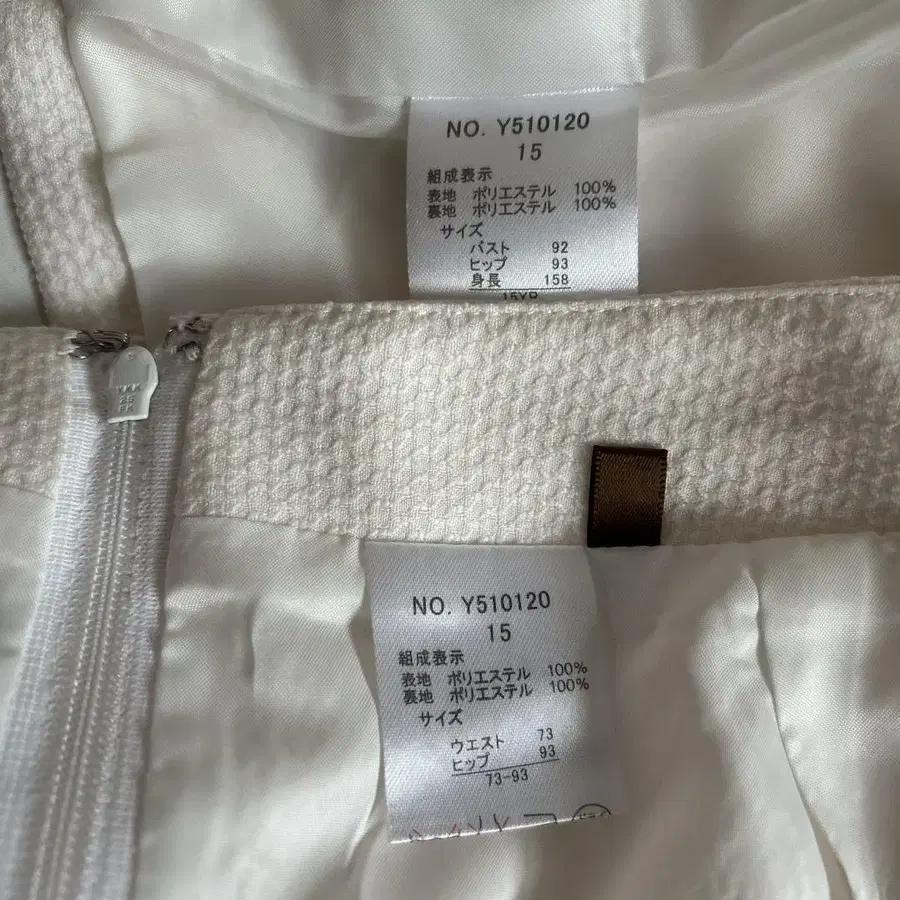 NO. Y510120
15
組成表示
表地 ポリエステル 100%
裏地 ポリエステル 100%
サイズ
バスト 92
ヒップ 93
身長 158
15YR
NO. Y510120
15
組成表示
表地 ポリエステル 100%
裏地 ポリエステル 100%
サイズ
ウエスト 73
ヒップ 93
73-93